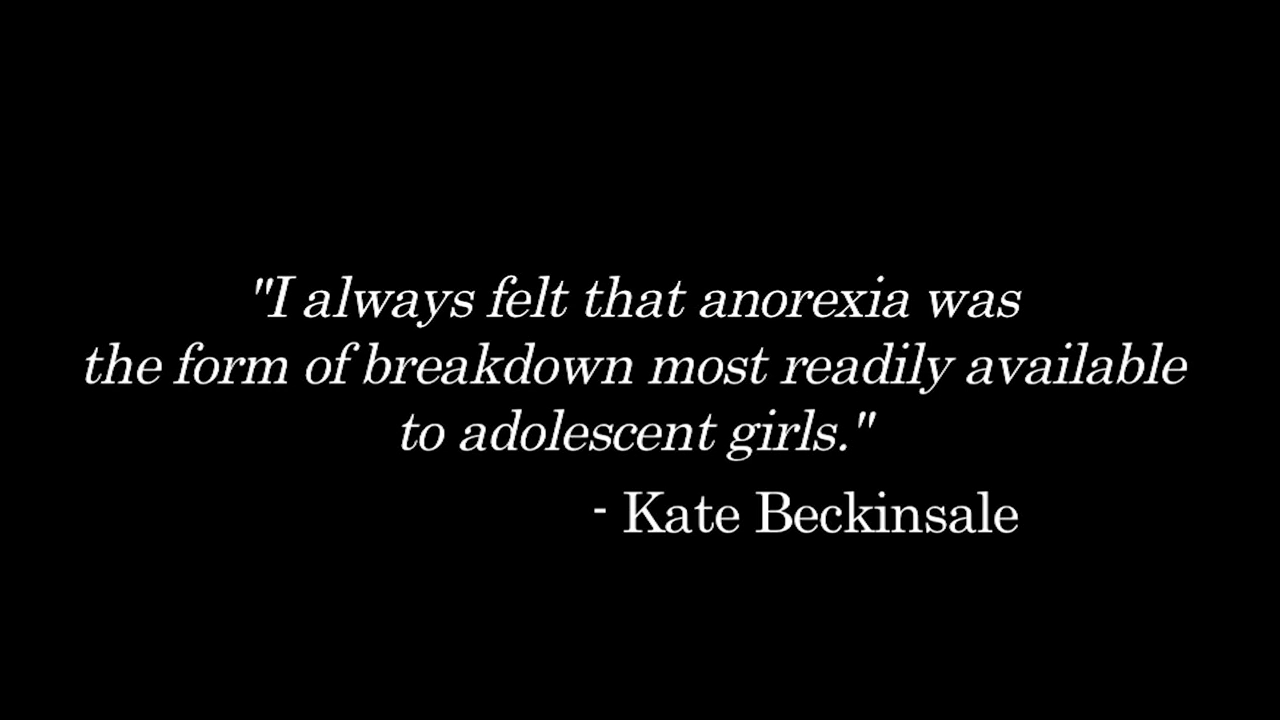 "I always felt that anorexia was
the form of breakdown most readily available
to adolescent girls."
- Kate Beckinsale